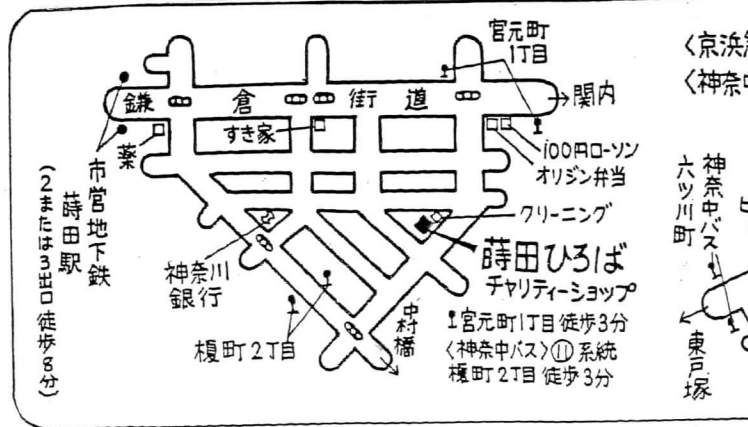 宮元町
1丁目
鎌倉街道
→関内
すき家
薬
100円ローソン
オリジン弁当
クリーニング
蒔田ひろば
チャリティーショップ
宮元町1丁目徒歩3分
〈神奈中バス〉⑪系統
榎町2丁目徒歩3分
神奈川
銀行
榎町2丁目
中村橋
市営地下鉄
蒔田駅
(2または3出口徒歩8分)
〈京浜
〈神奈中
神奈中バス
六ツ川町
東戸塚